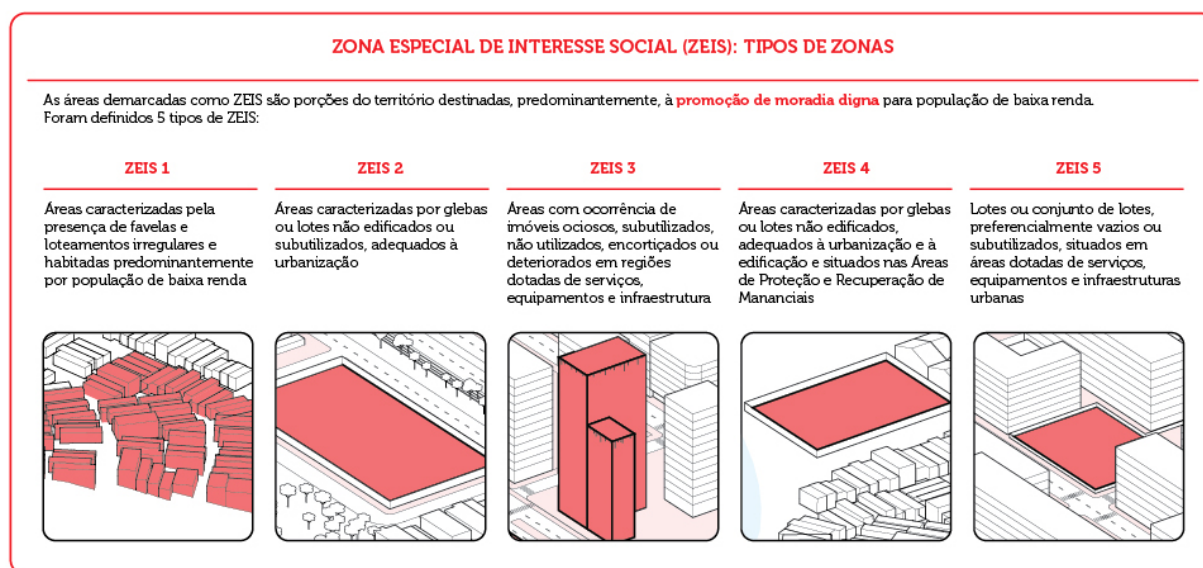 ZONA ESPECIAL DE INTERESSE SOCIAL (ZEIS): TIPOS DE ZONAS
As áreas demarcadas como ZEIS são porções do território destinadas, predominantemente, à promoção de moradia digna para população de baixa renda.
Foram definidos 5 tipos de ZEIS:
ZEIS 1
Áreas caracterizadas pela
presença de favelas e
loteamentos irregulares e
habitadas predominantemente
por população de baixa renda
ZEIS 2
Áreas caracterizadas por glebas
ou lotes não edificados ou
subutilizados, adequados à
urbanização
ZEIS 3
Áreas com ocorrência de
imóveis ociosos, subutilizados,
não utilizados, encortiçados ou
deteriorados em regiões
dotadas de serviços,
equipamentos e infraestrutura
ZEIS 4
Áreas caracterizadas por glebas
ou lotes não edificados,
adequados à urbanização e à
edificação e situados nas Áreas
de Proteção e Recuperação de
Mananciais
ZEIS 5
Lotes ou conjunto de lotes,
preferencialmente vazios ou
subutilizados, situados em
áreas dotadas de serviços,
equipamentos e infraestruturas
urbanas